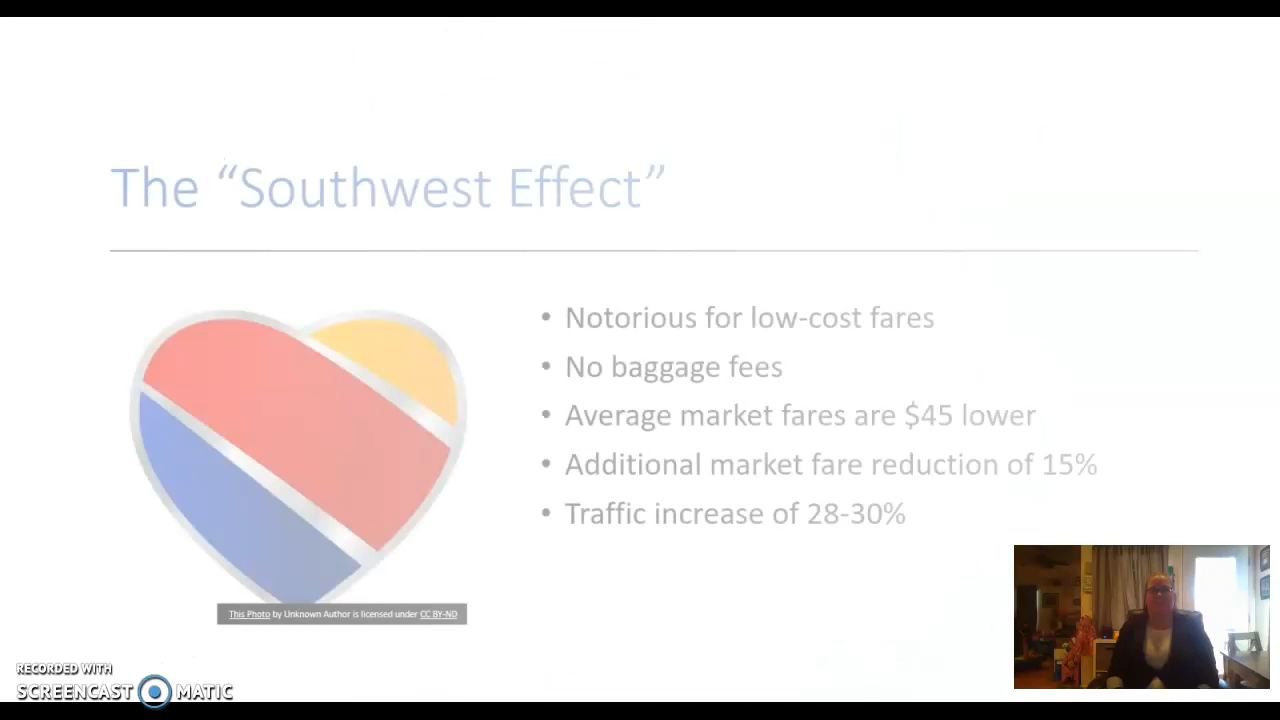 The “Southwest Effect”
• Notorious for low-cost fares
• No baggage fees
• Average market fares are $45 lower
• Additional market fare reduction of 15%
• Traffic increase of 28-30%
This Photo by Unknown Author is licensed under CC BY-ND
RECORDED WITH
SCREENCAST MATIC